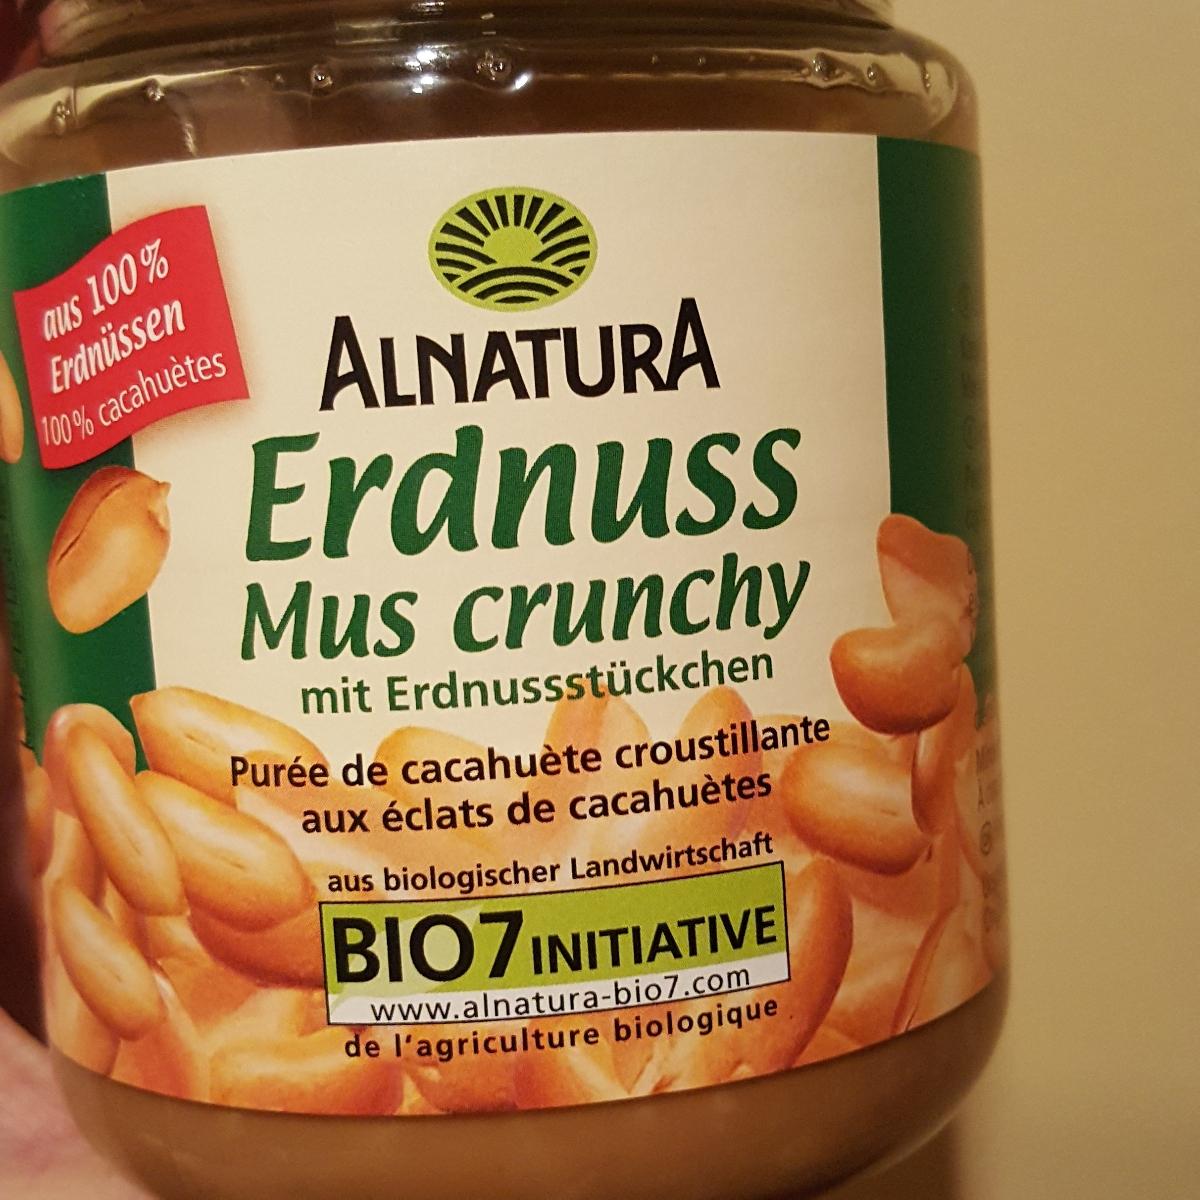 aus 100%
Erdnüssen
100% cacahuètes
ALNATURA
Erdnuss
Mus crunchy
mit Erdnussstückchen
Purée de cacahuète croustillante
aux éclats de cacahuètes
aus biologischer Landwirtschaft
BIO7 INITIATIVE
www.alnatura-bio7.com
de l'agriculture biologique